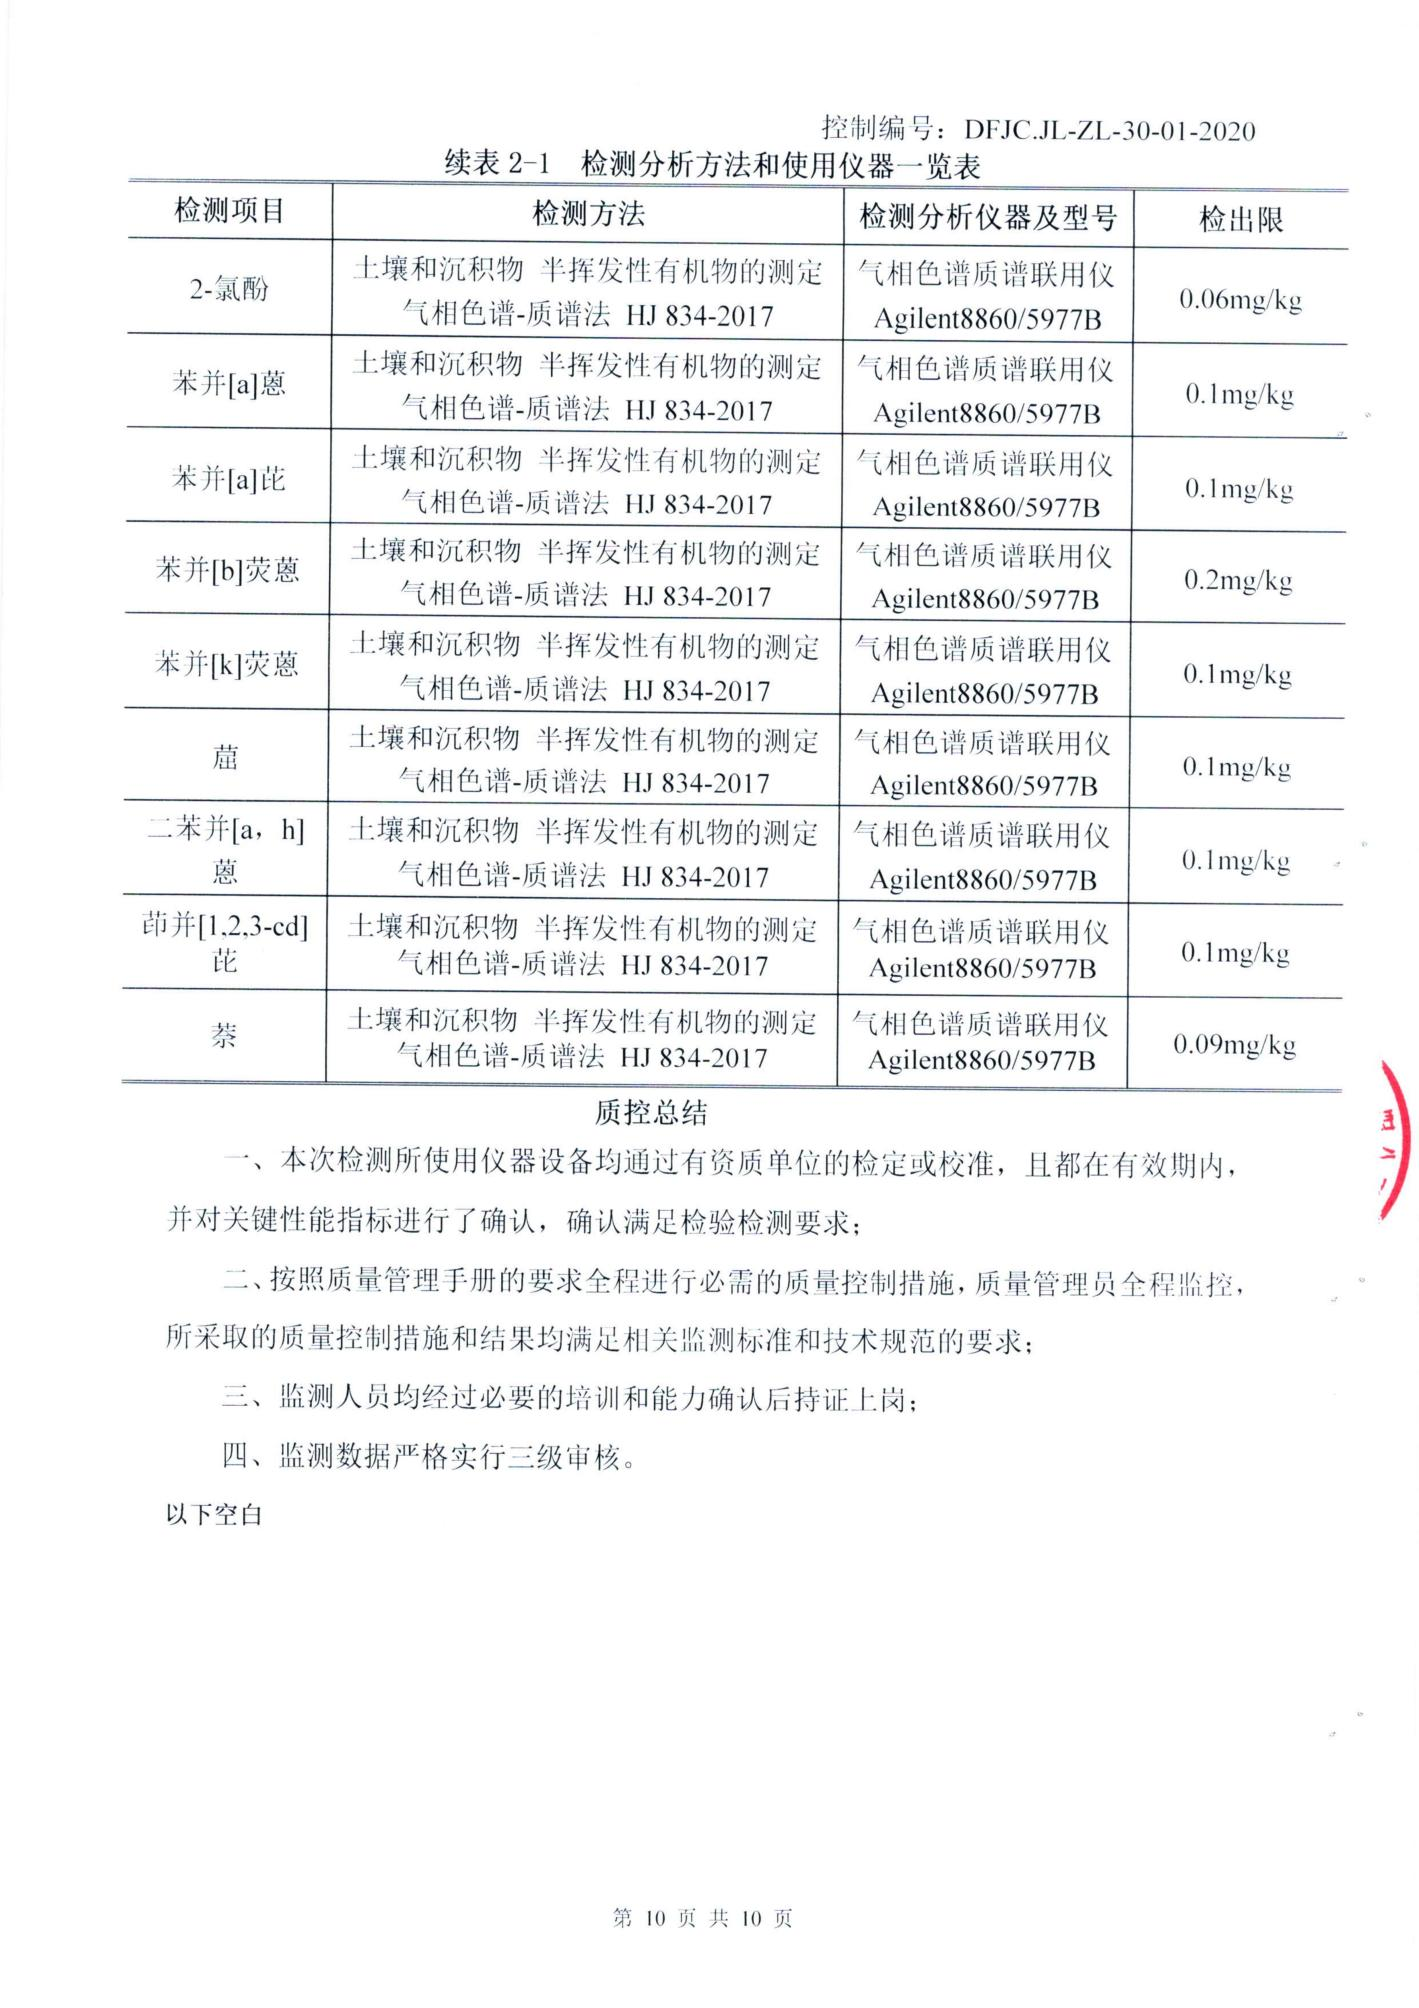 控制编号：DFJC.JL-ZL-30-01-2020
续表 2-1 检测分析方法和使用仪器一览表
检测项目 检测方法 检测分析仪器及型号 检出限
2-氯酚 土壤和沉积物 半挥发性有机物的测定 气相色谱质谱联用仪 0.06mg/kg
气相色谱-质谱法 HJ 834-2017 Agilent8860/5977B
苯并[a]蒽 土壤和沉积物 半挥发性有机物的测定 气相色谱质谱联用仪 0.1mg/kg
气相色谱-质谱法 HJ 834-2017 Agilent8860/5977B
苯并[a]芘 土壤和沉积物 半挥发性有机物的测定 气相色谱质谱联用仪 0.1mg/kg
气相色谱-质谱法 HJ 834-2017 Agilent8860/5977B
苯并[b]荧蒽 土壤和沉积物 半挥发性有机物的测定 气相色谱质谱联用仪 0.2mg/kg
气相色谱-质谱法 HJ 834-2017 Agilent8860/5977B
苯并[k]荧蒽 土壤和沉积物 半挥发性有机物的测定 气相色谱质谱联用仪 0.1mg/kg
气相色谱-质谱法 HJ 834-2017 Agilent8860/5977B
䓛 土壤和沉积物 半挥发性有机物的测定 气相色谱质谱联用仪 0.1mg/kg
气相色谱-质谱法 HJ 834-2017 Agilent8860/5977B
二苯并[a，h] 土壤和沉积物 半挥发性有机物的测定 气相色谱质谱联用仪 0.1mg/kg
蒽 气相色谱-质谱法 HJ 834-2017 Agilent8860/5977B
茚并[1,2,3-cd] 土壤和沉积物 半挥发性有机物的测定 气相色谱质谱联用仪 0.1mg/kg
芘 气相色谱-质谱法 HJ 834-2017 Agilent8860/5977B
萘 土壤和沉积物 半挥发性有机物的测定 气相色谱质谱联用仪 0.09mg/kg
气相色谱-质谱法 HJ 834-2017 Agilent8860/5977B
质控总结
一、本次检测所使用仪器设备均通过有资质单位的检定或校准，且都在有效期内，
并对关键性能指标进行了确认，确认满足检验检测要求；
二、按照质量管理手册的要求全程进行必需的质量控制措施，质量管理员全程监控，
所采取的质量控制措施和结果均满足相关监测标准和技术规范的要求；
三、监测人员均经过必要的培训和能力确认后持证上岗；
四、监测数据严格实行三级审核。
以下空白
第 10 页 共 10 页